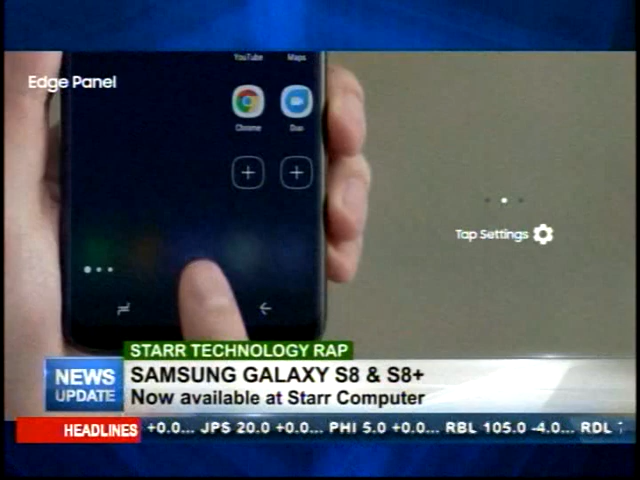 YouTube Maps
Edge Panel
Chrome Duo
Tap Settings
STARR TECHNOLOGY RAP
NEWS
UPDATE
SAMSUNG GALAXY S8 & S8+
Now available at Starr Computer
HEADLINES
+0.0... JPS 20.0 +0.0... PHI 5.0 +0.0... RBL 105.0 -4.0... RDL